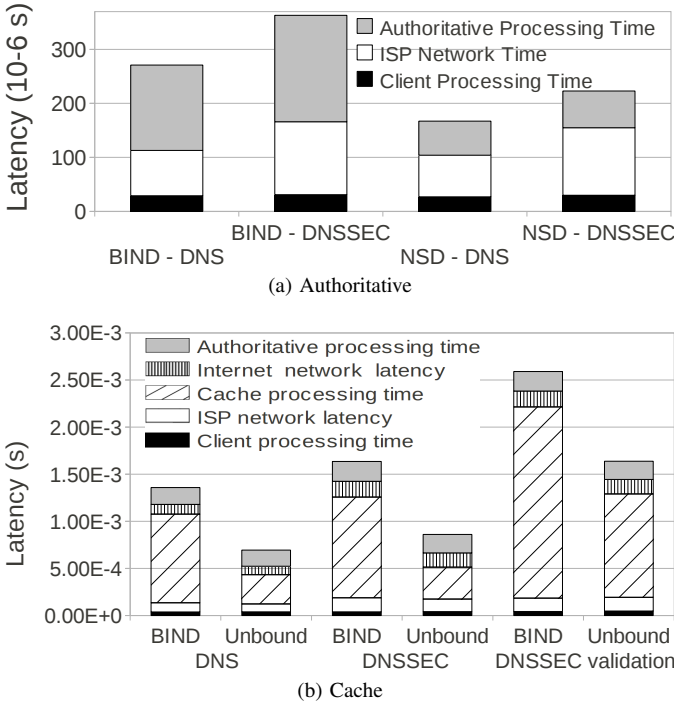 Latency (10-6 s)
300
200
100
0
Authoritative Processing Time
ISP Network Time
Client Processing Time
BIND - DNSSEC
NSD - DNSSEC
BIND - DNS
NSD - DNS
(a) Authoritative
Latency (s)
3.00E-3
2.50E-3
2.00E-3
1.50E-3
1.00E-3
5.00E-4
0.00E+0
Authoritative processing time
Internet network latency
Cache processing time
ISP network latency
Client processing time
BIND Unbound BIND Unbound BIND Unbound
DNS DNSSEC DNSSEC validation
(b) Cache